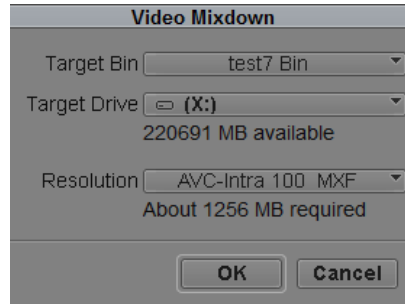 Video Mixdown
Target Bin test7 Bin
Target Drive (X:)
220691 MB available
Resolution AVC-Intra 100 MXF
About 1256 MB required
OK Cancel